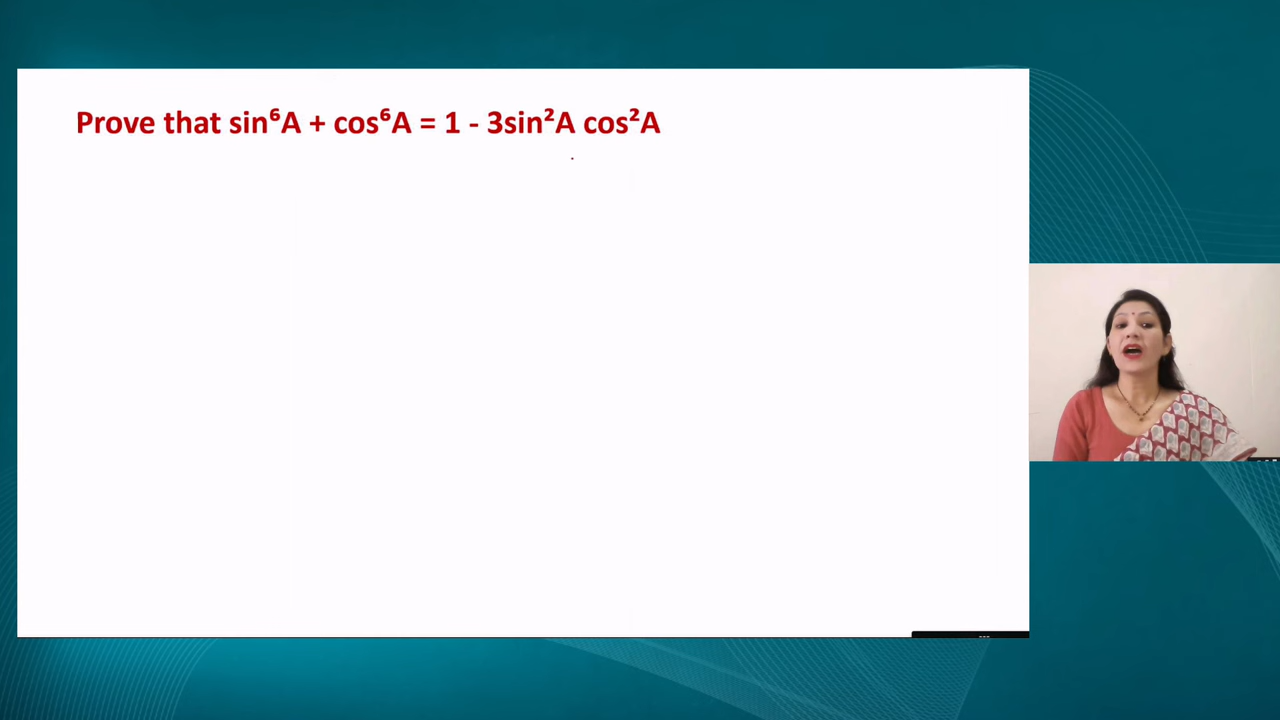 Prove that sin⁶A + cos⁶A = 1 - 3sin²A cos²A